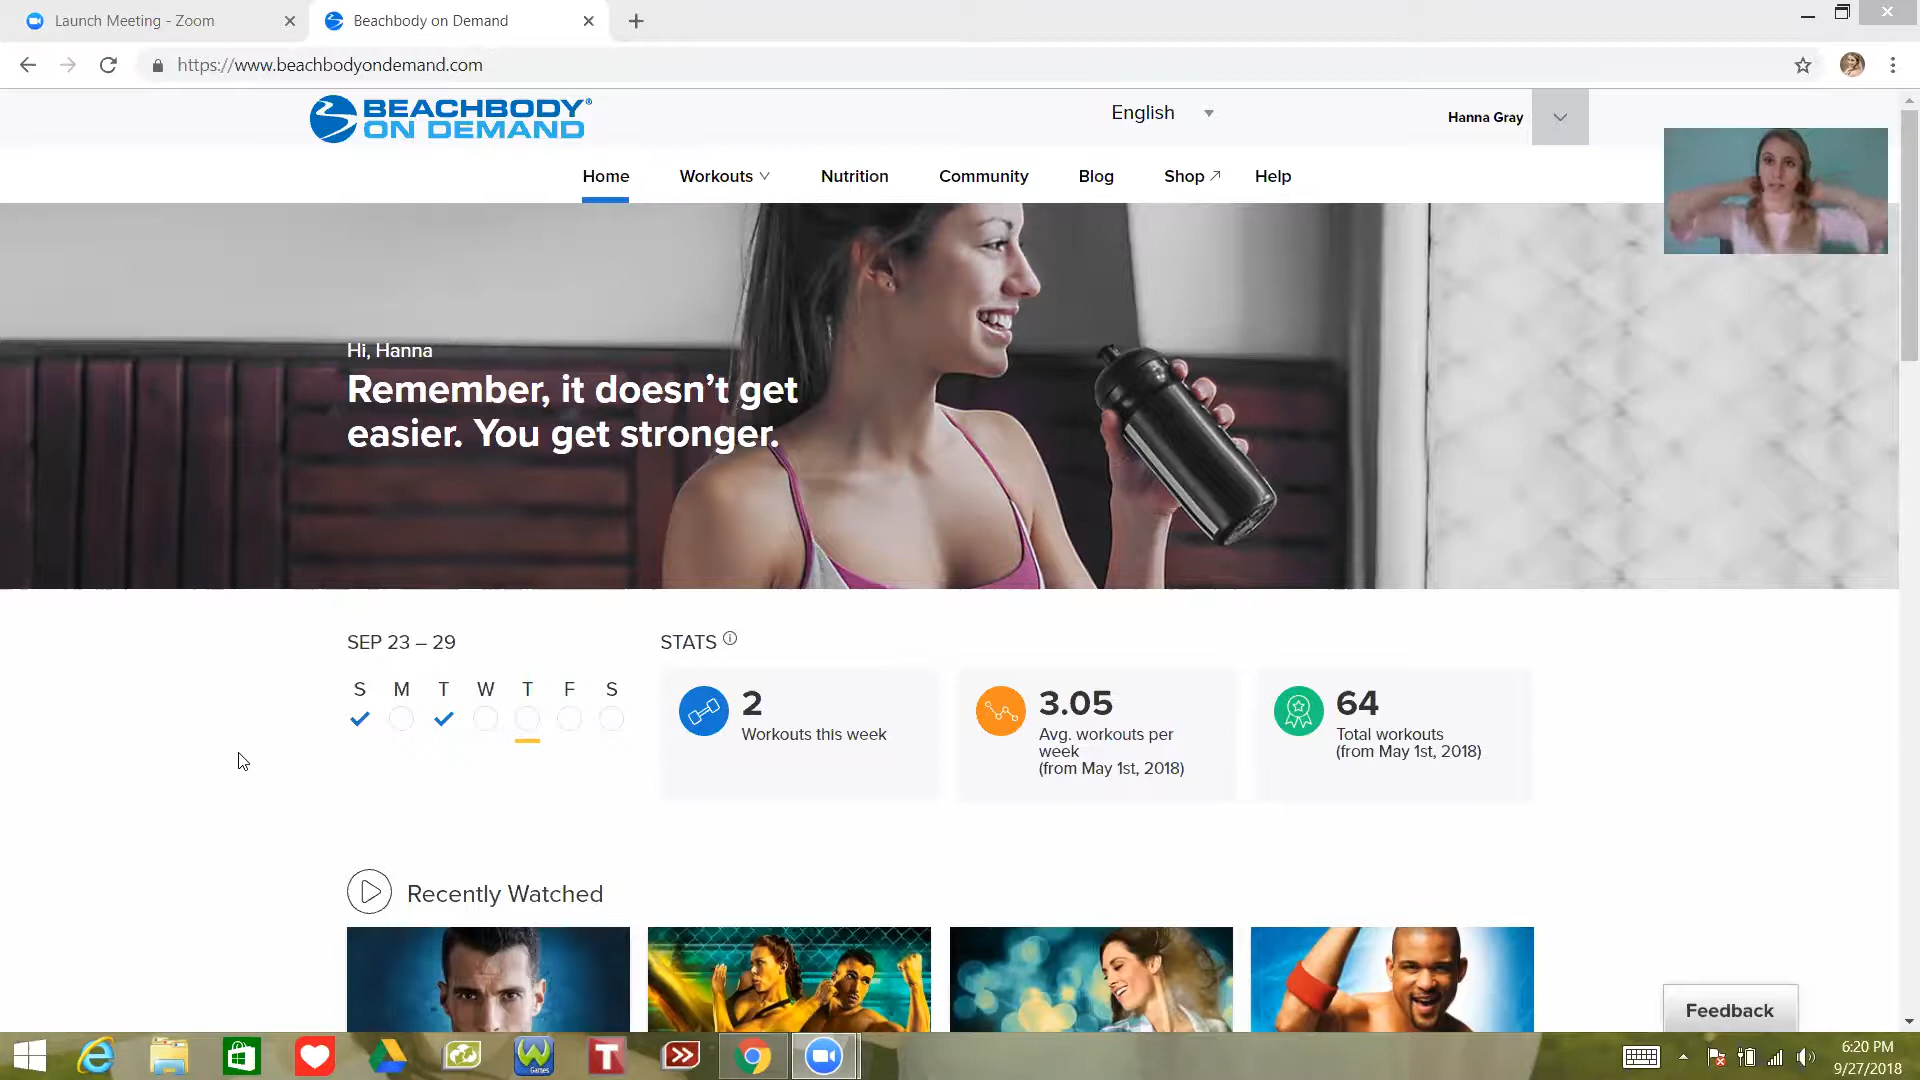 Launch Meeting - Zoom
Beachbody on Demand
https://www.beachbodyondemand.com
BEACHBODY®
ON DEMAND
English
Hanna Gray
Home
Workouts
Nutrition
Community
Blog
Shop
Help
Hi, Hanna
Remember, it doesn't get
easier. You get stronger.
SEP 23 – 29
S M T W T F S
STATS
2
Workouts this week
3.05
Avg. workouts per
week
(from May 1st, 2018)
64
Total workouts
(from May 1st, 2018)
Recently Watched
Feedback
W
Games
T
6:20 PM
9/27/2018